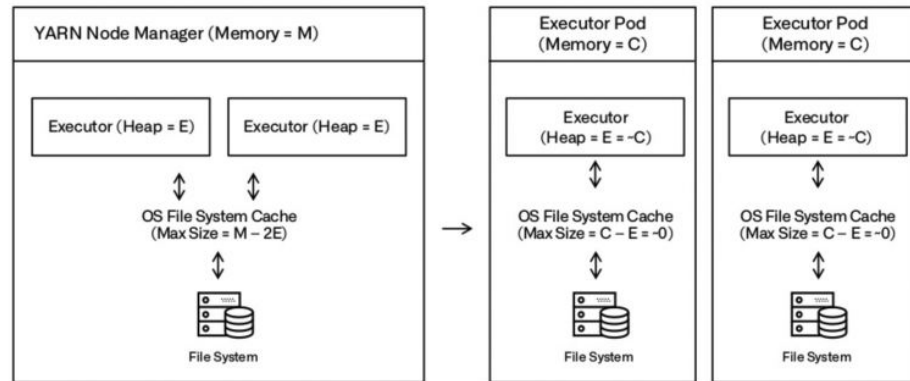 YARN Node Manager (Memory = M)
Executor (Heap = E)
Executor (Heap = E)
OS File System Cache
(Max Size = M – 2E)
File System
Executor Pod
(Memory = C)
Executor
(Heap = E = ~C)
OS File System Cache
(Max Size = C – E = ~0)
File System
Executor Pod
(Memory = C)
Executor
(Heap = E = ~C)
OS File System Cache
(Max Size = C – E = ~0)
File System